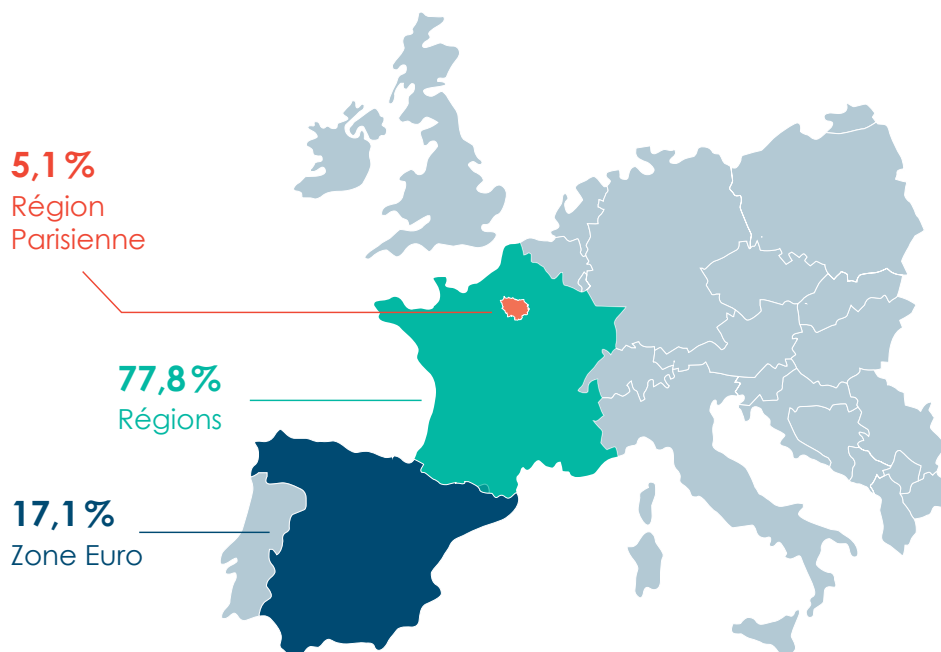 5,1 %
Région
Parisienne
77,8 %
Régions
17,1 %
Zone Euro